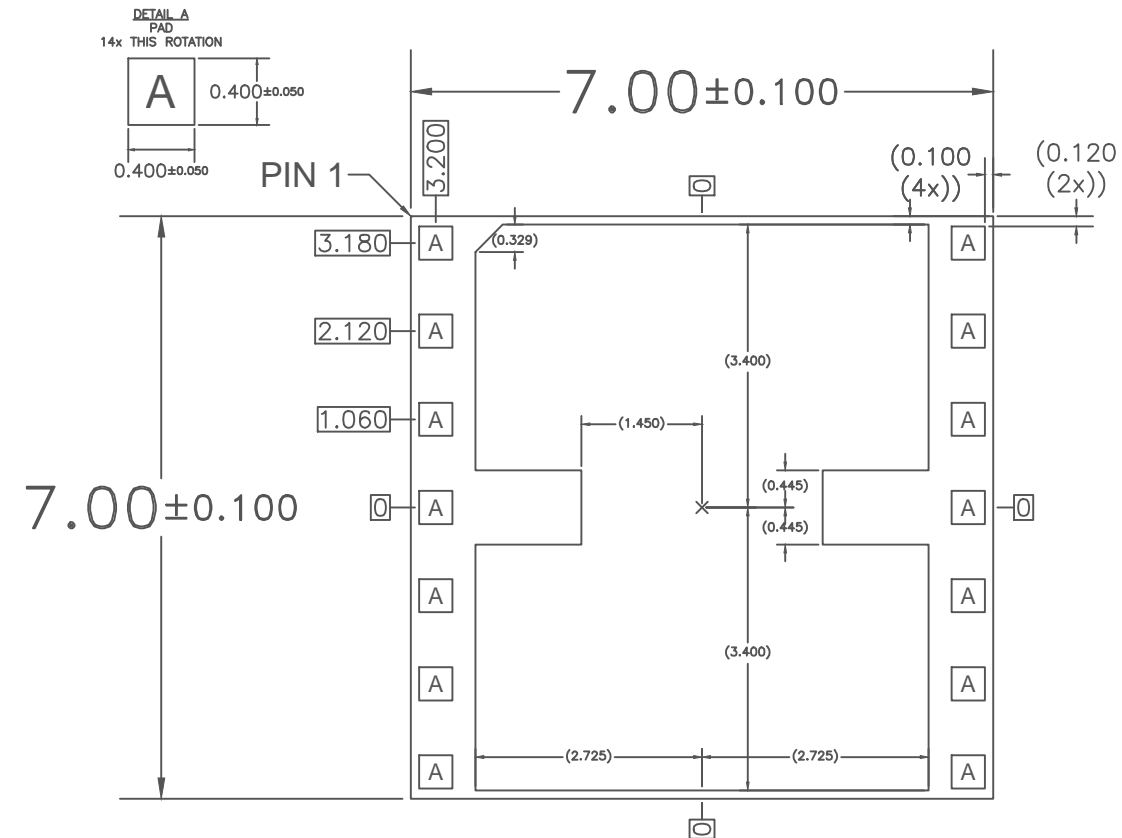 DETAIL A
PAD
14x THIS ROTATION
A
0.400±0.050
0.400±0.050
7.00±0.100
PIN 1
3.200
0
(0.100
(4x))
(0.120
(2x))
3.180
A
(0.329)
A
2.120
A
(3.400)
A
1.060
A
(1.450)
A
7.00±0.100
0
A
(0.445)
(0.445)
A
0
A
A
(3.400)
A
A
A
(2.725)
(2.725)
A
0